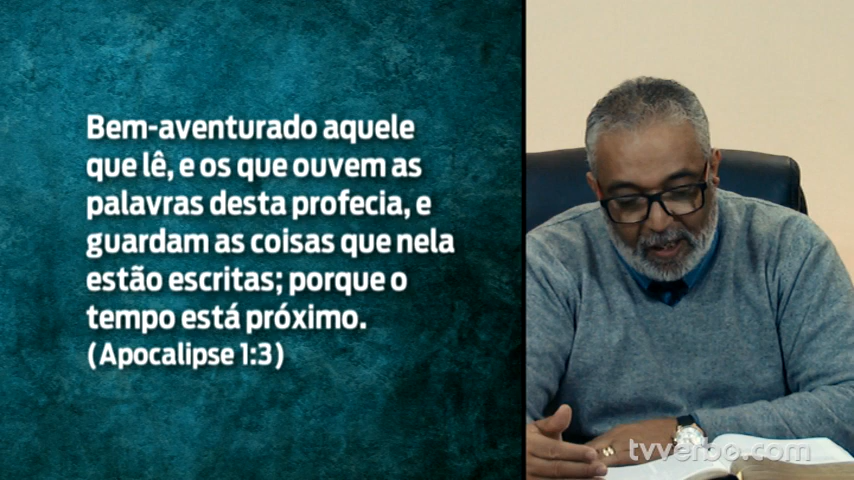 Bem-aventurado aquele
que lê, e os que ouvem as
palavras desta profecia, e
guardam as coisas que nela
estão escritas; porque o
tempo está próximo.
(Apocalipse 1:3)
tvverbo.com